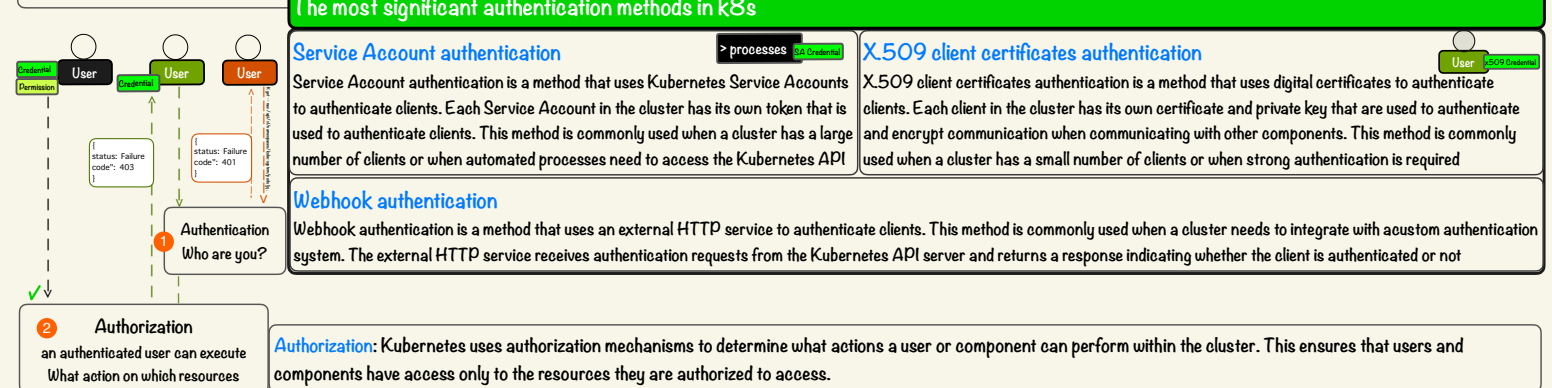 The most significant authentication methods in k8s
Credential
Permission
User
Credential
User
User
{
status: Failure
code": 403
}
{
status: Failure
code": 401
}
1
Authentication
Who are you?
Service Account authentication
> processes
SA Credential
Service Account authentication is a method that uses Kubernetes Service Accounts
to authenticate clients. Each Service Account in the cluster has its own token that is
used to authenticate clients. This method is commonly used when a cluster has a large
number of clients or when automated processes need to access the Kubernetes API
X.509 client certificates authentication
User
x509 Credential
X.509 client certificates authentication is a method that uses digital certificates to authenticate
clients. Each client in the cluster has its own certificate and private key that are used to authenticate
and encrypt communication when communicating with other components. This method is commonly
used when a cluster has a small number of clients or when strong authentication is required
Webhook authentication
Webhook authentication is a method that uses an external HTTP service to authenticate clients. This method is commonly used when a cluster needs to integrate with acustom authentication
system. The external HTTP service receives authentication requests from the Kubernetes API server and returns a response indicating whether the client is authenticated or not
2
Authorization
an authenticated user can execute
What action on which resources
Authorization: Kubernetes uses authorization mechanisms to determine what actions a user or component can perform within the cluster. This ensures that users and
components have access only to the resources they are authorized to access.